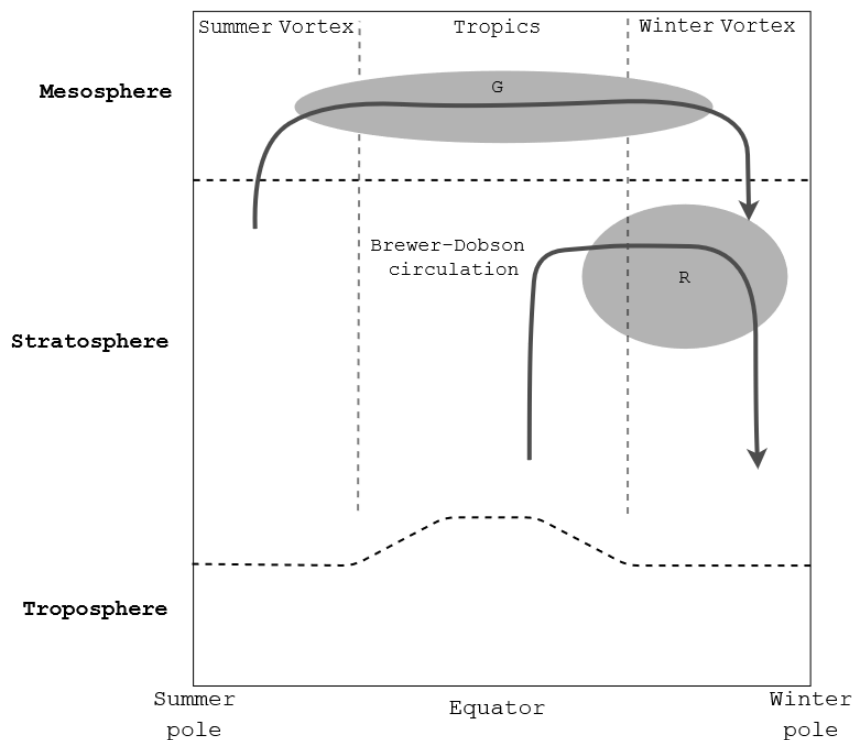 Summer Vortex
Tropics
Winter Vortex
Mesosphere
G
Brewer-Dobson
circulation
R
Stratosphere
Troposphere
Summer
pole
Equator
Winter
pole